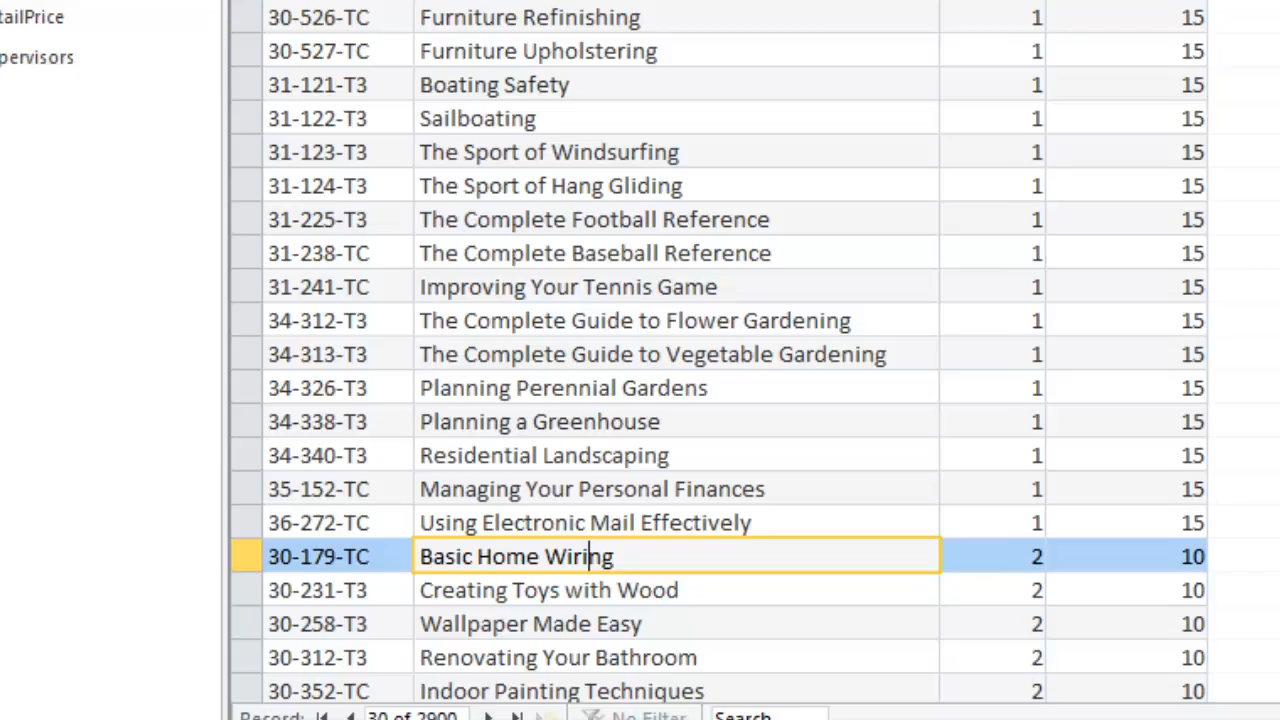 tailPrice
pervisors
30-526-TC Furniture Refinishing 1 15
30-527-TC Furniture Upholstering 1 15
31-121-T3 Boating Safety 1 15
31-122-T3 Sailboating 1 15
31-123-T3 The Sport of Windsurfing 1 15
31-124-T3 The Sport of Hang Gliding 1 15
31-225-T3 The Complete Football Reference 1 15
31-238-TC The Complete Baseball Reference 1 15
31-241-TC Improving Your Tennis Game 1 15
34-312-T3 The Complete Guide to Flower Gardening 1 15
34-313-T3 The Complete Guide to Vegetable Gardening 1 15
34-326-T3 Planning Perennial Gardens 1 15
34-338-T3 Planning a Greenhouse 1 15
34-340-T3 Residential Landscaping 1 15
35-152-TC Managing Your Personal Finances 1 15
36-272-TC Using Electronic Mail Effectively 1 15
30-179-TC Basic Home Wiring 2 10
30-231-T3 Creating Toys with Wood 2 10
30-258-T3 Wallpaper Made Easy 2 10
30-312-T3 Renovating Your Bathroom 2 10
30-352-TC Indoor Painting Techniques 2 10
Record: 30 of 2900 No Filter Search